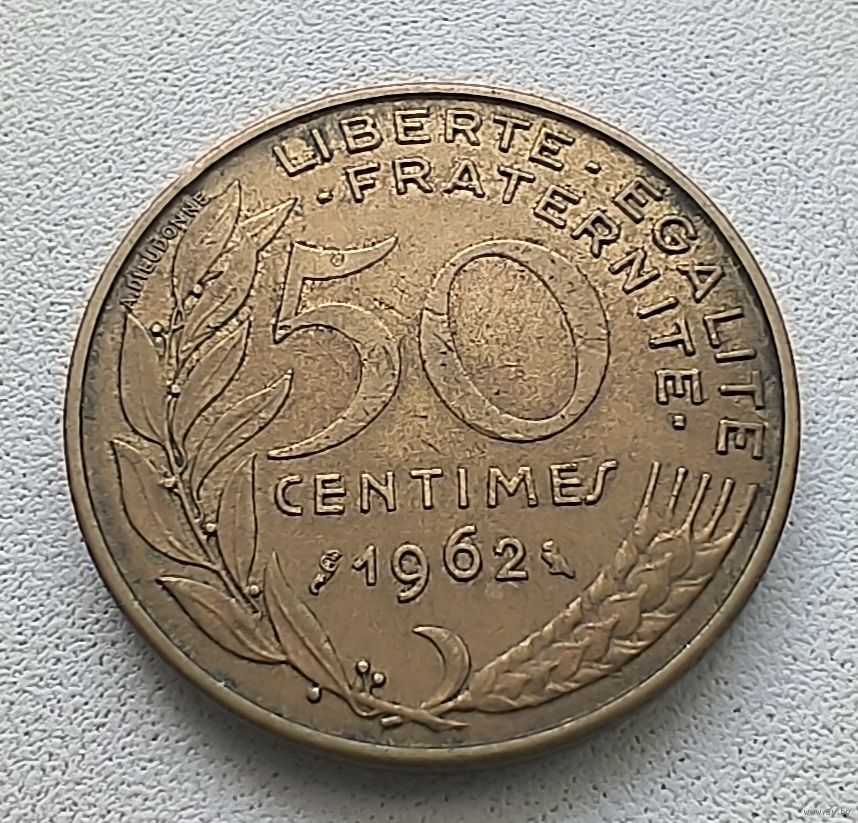 LIBERTE · EGALITE
· FRATERNITE ·
A.DIEUDONNE
50
CENTIMES
1962